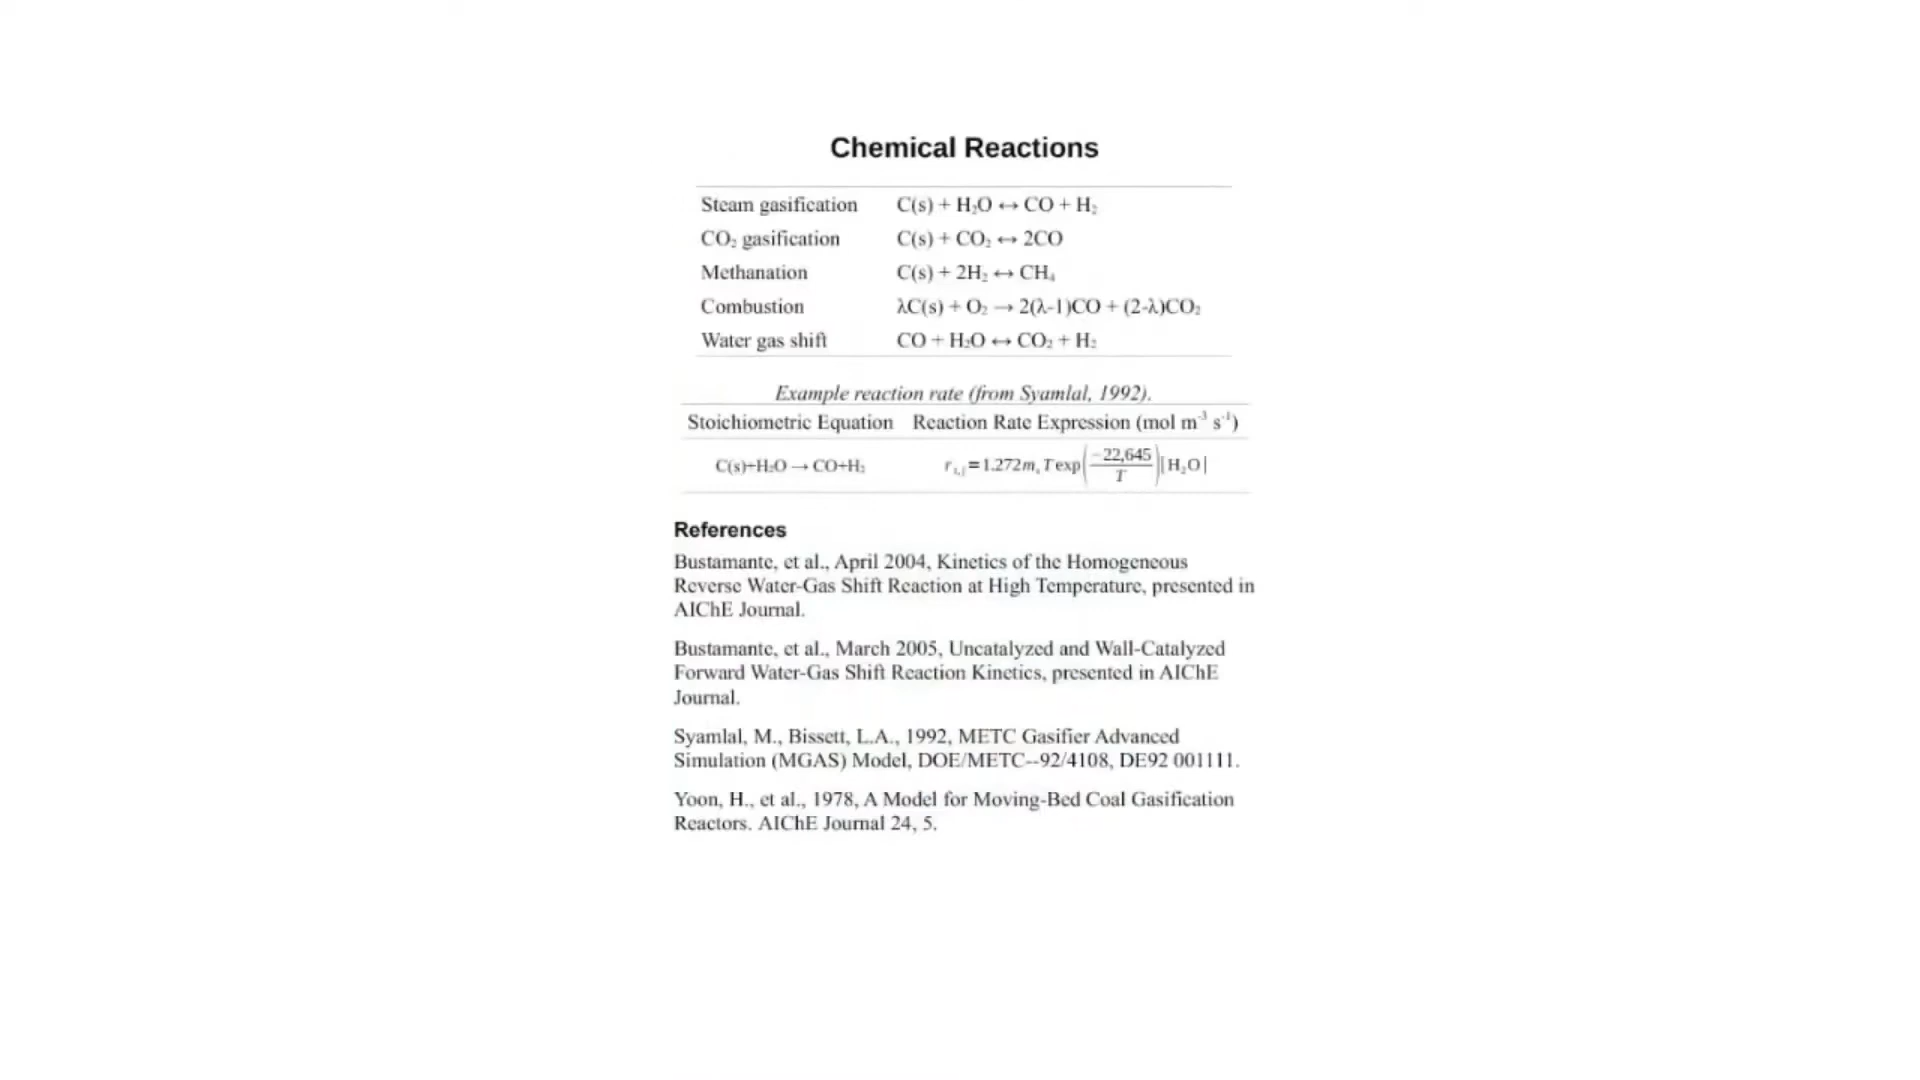 Chemical Reactions
Steam gasification C(s) + H₂O ↔ CO + H₂
CO₂ gasification C(s) + CO₂ ↔ 2CO
Methanation C(s) + 2H₂ ↔ CH₄
Combustion λC(s) + O₂ → 2(λ-1)CO + (2-λ)CO₂
Water gas shift CO + H₂O ↔ CO₂ + H₂
Example reaction rate (from Syamlal, 1992).
Stoichiometric Equation Reaction Rate Expression (mol m⁻³ s⁻¹)
C(s)+H₂O → CO+H₂ = 1.272mₛ T exp(-22,645/T)[H₂O]
References
Bustamante, et al., April 2004, Kinetics of the Homogeneous
Reverse Water-Gas Shift Reaction at High Temperature, presented in
AIChE Journal.
Bustamante, et al., March 2005, Uncatalyzed and Wall-Catalyzed
Forward Water-Gas Shift Reaction Kinetics, presented in AIChE
Journal.
Syamlal, M., Bissett, L.A., 1992, METC Gasifier Advanced
Simulation (MGAS) Model, DOE/METC--92/4108, DE92 001111.
Yoon, H., et al., 1978, A Model for Moving-Bed Coal Gasification
Reactors. AIChE Journal 24, 5.